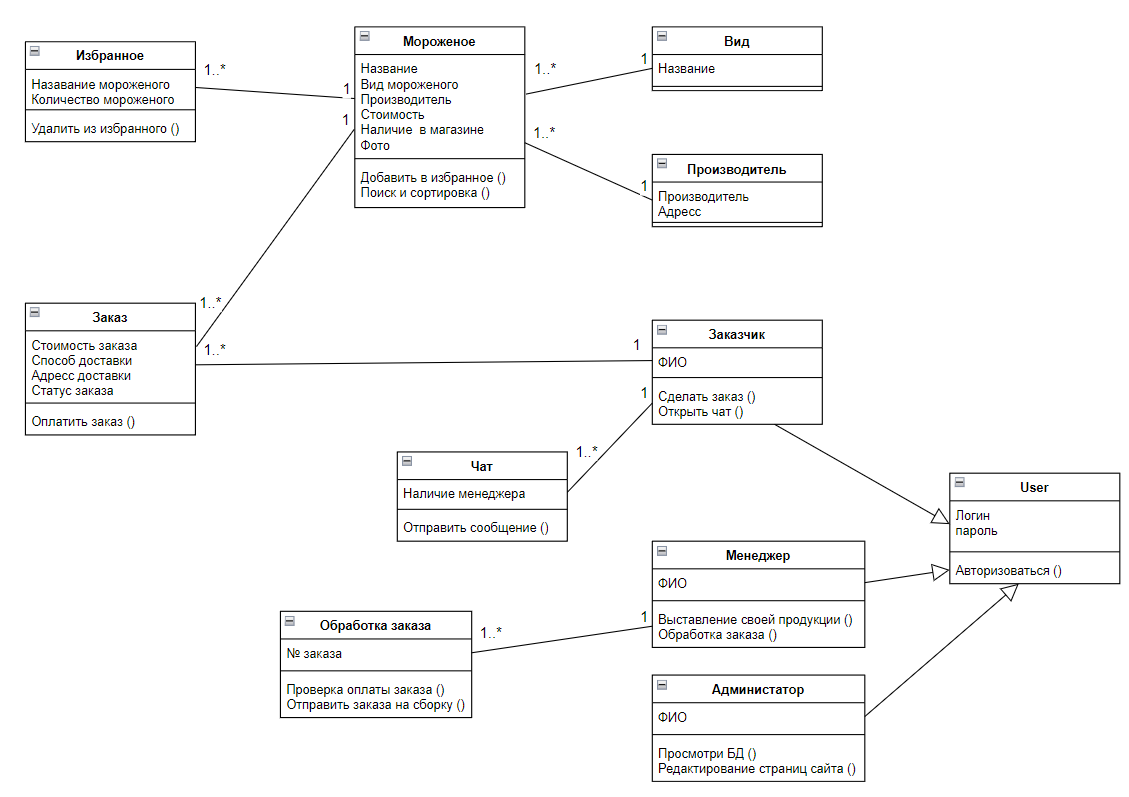 Избранное
Назавание мороженого
Количество мороженого
Удалить из избранного ()
1..*
1
Мороженое
Название
Вид мороженого
Производитель
Стоимость
Наличие в магазине
Фото
Добавить в избранное ()
Поиск и сортировка ()
1
1..*
1
Вид
Название
1..*
1
Производитель
Производитель
Адресс
1..*
Заказ
Стоимость заказа
Способ доставки
Адресс доставки
Статус заказа
Оплатить заказ ()
1..*
1
Заказчик
ФИО
Сделать заказ ()
Открыть чат ()
1
1..*
Чат
Наличие менеджера
Отправить сообщение ()
User
Логин
пароль
Авторизоваться ()
Менеджер
ФИО
Выставление своей продукции ()
Обработка заказа ()
1
1..*
Обработка заказа
№ заказа
Проверка оплаты заказа ()
Отправить заказа на сборку ()
Администатор
ФИО
Просмотри БД ()
Редактирование страниц сайта ()